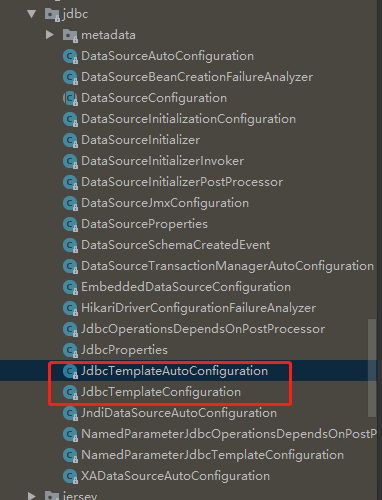 jdbc
metadata
DataSourceAutoConfiguration
DataSourceBeanCreationFailureAnalyzer
DataSourceConfiguration
DataSourceInitializationConfiguration
DataSourceInitializer
DataSourceInitializerInvoker
DataSourceInitializerPostProcessor
DataSourceJmxConfiguration
DataSourceProperties
DataSourceSchemaCreatedEvent
DataSourceTransactionManagerAutoConfiguration
EmbeddedDataSourceConfiguration
HikariDriverConfigurationFailureAnalyzer
JdbcOperationsDependsOnPostProcessor
JdbcProperties
JdbcTemplateAutoConfiguration
JdbcTemplateConfiguration
JndiDataSourceAutoConfiguration
NamedParameterJdbcOperationsDependsOnPostP
NamedParameterJdbcTemplateConfiguration
XADataSourceAutoConfiguration
jersey